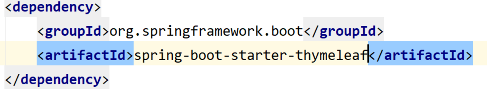 <dependency>
<groupId>org.springframework.boot</groupId>
<artifactId>spring-boot-starter-thymeleaf</artifactId>
</dependency>